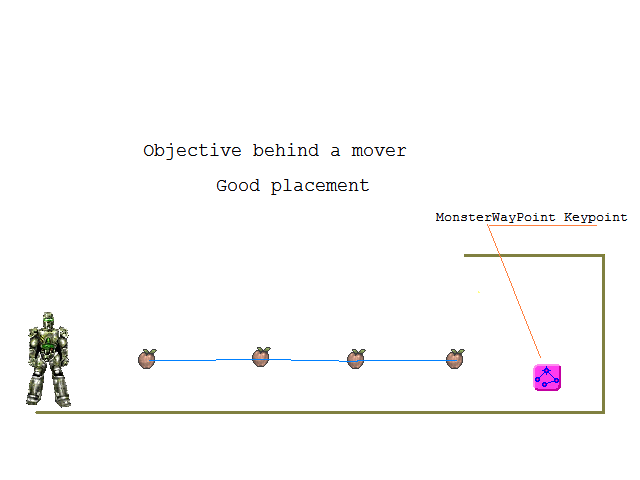 Objective behind a mover
Good placement
MonsterWayPoint Keypoint